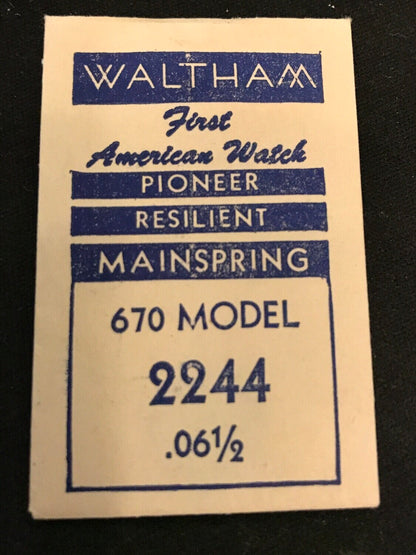 WALTHAM
First
American Watch
PIONEER
RESILIENT
MAINSPRING
670 MODEL
2244
.06½